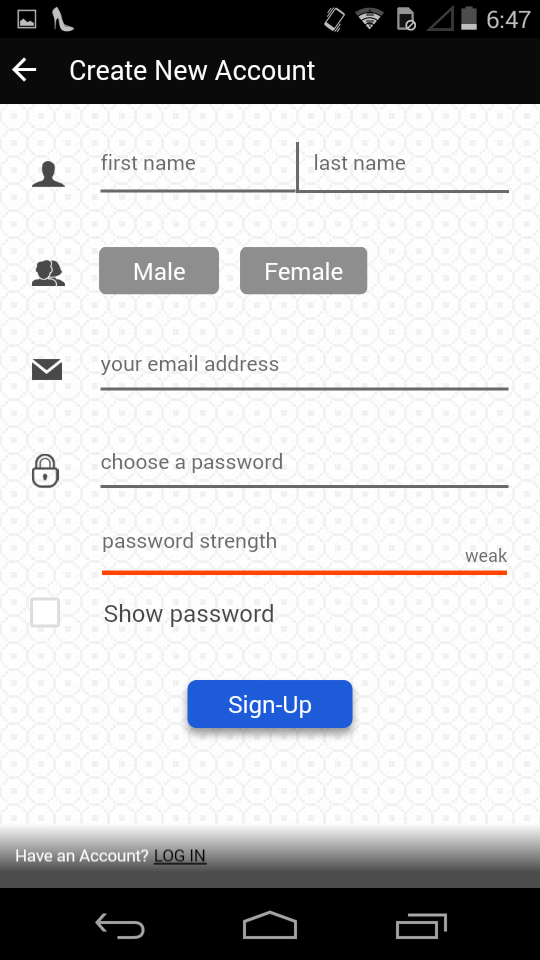 6:47
Create New Account
first name last name
Male Female
your email address
choose a password
password strength
weak
Show password
Sign-Up
Have an Account? LOG IN